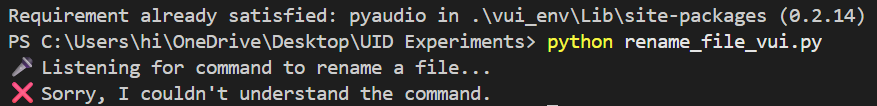 Requirement already satisfied: pyaudio in .\vui_env\Lib\site-packages (0.2.14)
PS C:\Users\hi\OneDrive\Desktop\UID Experiments> python rename_file_vui.py
🎤 Listening for command to rename a file...
❌ Sorry, I couldn't understand the command.